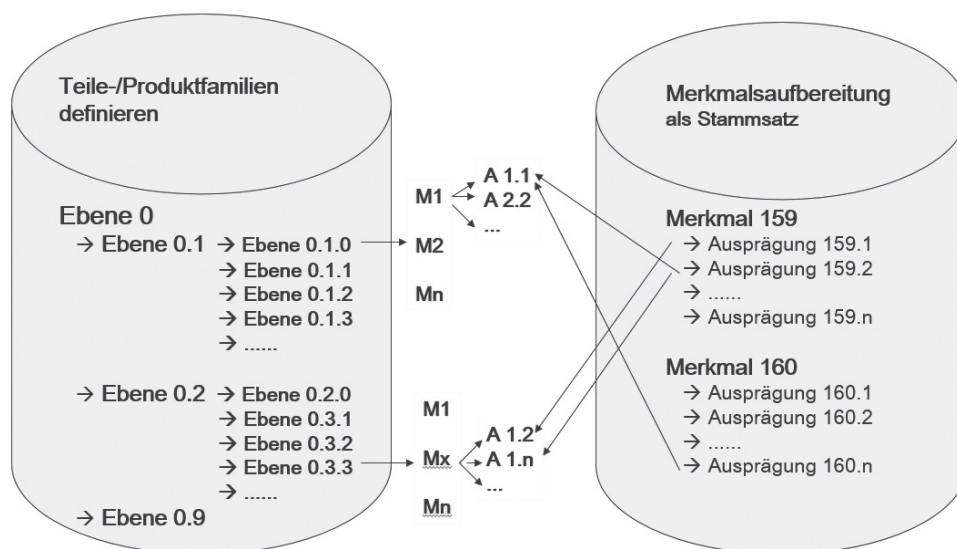 Teile-/Produktfamilien
definieren
Ebene 0
→ Ebene 0.1 → Ebene 0.1.0
→ Ebene 0.1.1
→ Ebene 0.1.2
→ Ebene 0.1.3
→ ......
→ Ebene 0.2 → Ebene 0.2.0
→ Ebene 0.3.1
→ Ebene 0.3.2
→ Ebene 0.3.3
→ ......
→ Ebene 0.9
M1
M2
Mn
A 1.1
A 2.2
...
M1
Mx
Mn
A 1.2
A 1.n
...
Merkmalsaufbereitung
als Stammsatz
Merkmal 159
→ Ausprägung 159.1
→ Ausprägung 159.2
→ ......
→ Ausprägung 159.n
Merkmal 160
→ Ausprägung 160.1
→ Ausprägung 160.2
→ ......
→ Ausprägung 160.n